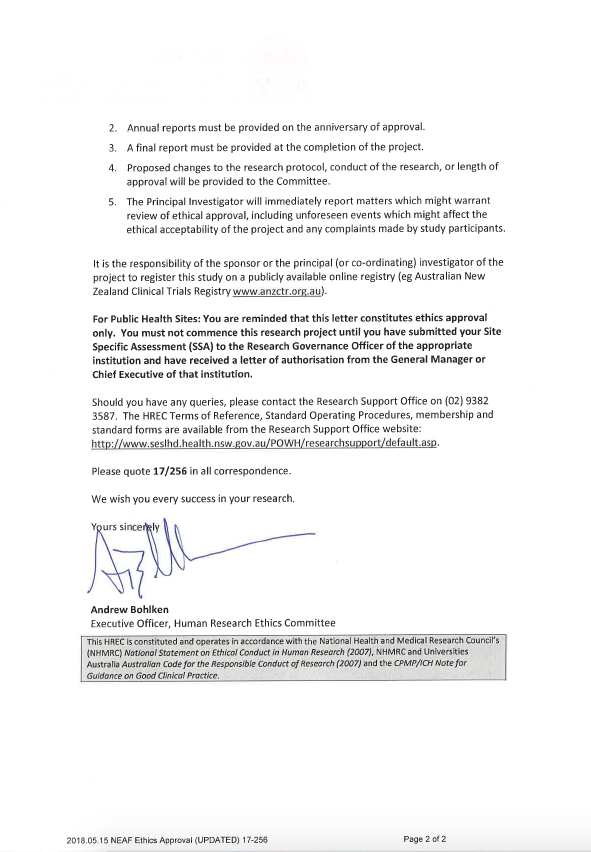 2. Annual reports must be provided on the anniversary of approval.
3. A final report must be provided at the completion of the project.
4. Proposed changes to the research protocol, conduct of the research, or length of
approval will be provided to the Committee.
5. The Principal Investigator will immediately report matters which might warrant
review of ethical approval, including unforeseen events which might affect the
ethical acceptability of the project and any complaints made by study participants.
It is the responsibility of the sponsor or the principal (or co-ordinating) investigator of the
project to register this study on a publicly available online registry (eg Australian New
Zealand Clinical Trials Registry www.anzctr.org.au).
For Public Health Sites: You are reminded that this letter constitutes ethics approval
only. You must not commence this research project until you have submitted your Site
Specific Assessment (SSA) to the Research Governance Officer of the appropriate
institution and have received a letter of authorisation from the General Manager or
Chief Executive of that institution.
Should you have any queries, please contact the Research Support Office on (02) 9382
3587. The HREC Terms of Reference, Standard Operating Procedures, membership and
standard forms are available from the Research Support Office website:
http://www.seslhd.health.nsw.gov.au/POWH/researchsupport/default.asp.
Please quote 17/256 in all correspondence.
We wish you every success in your research.
Yours sincerely
Andrew Bohlken
Executive Officer, Human Research Ethics Committee
This HREC is constituted and operates in accordance with the National Health and Medical Research Council's
(NHMRC) National Statement on Ethical Conduct in Human Research (2007), NHMRC and Universities
Australia Australian Code for the Responsible Conduct of Research (2007) and the CPMP/ICH Note for
Guidance on Good Clinical Practice.
2018.05.15 NEAF Ethics Approval (UPDATED) 17-256
Page 2 of 2